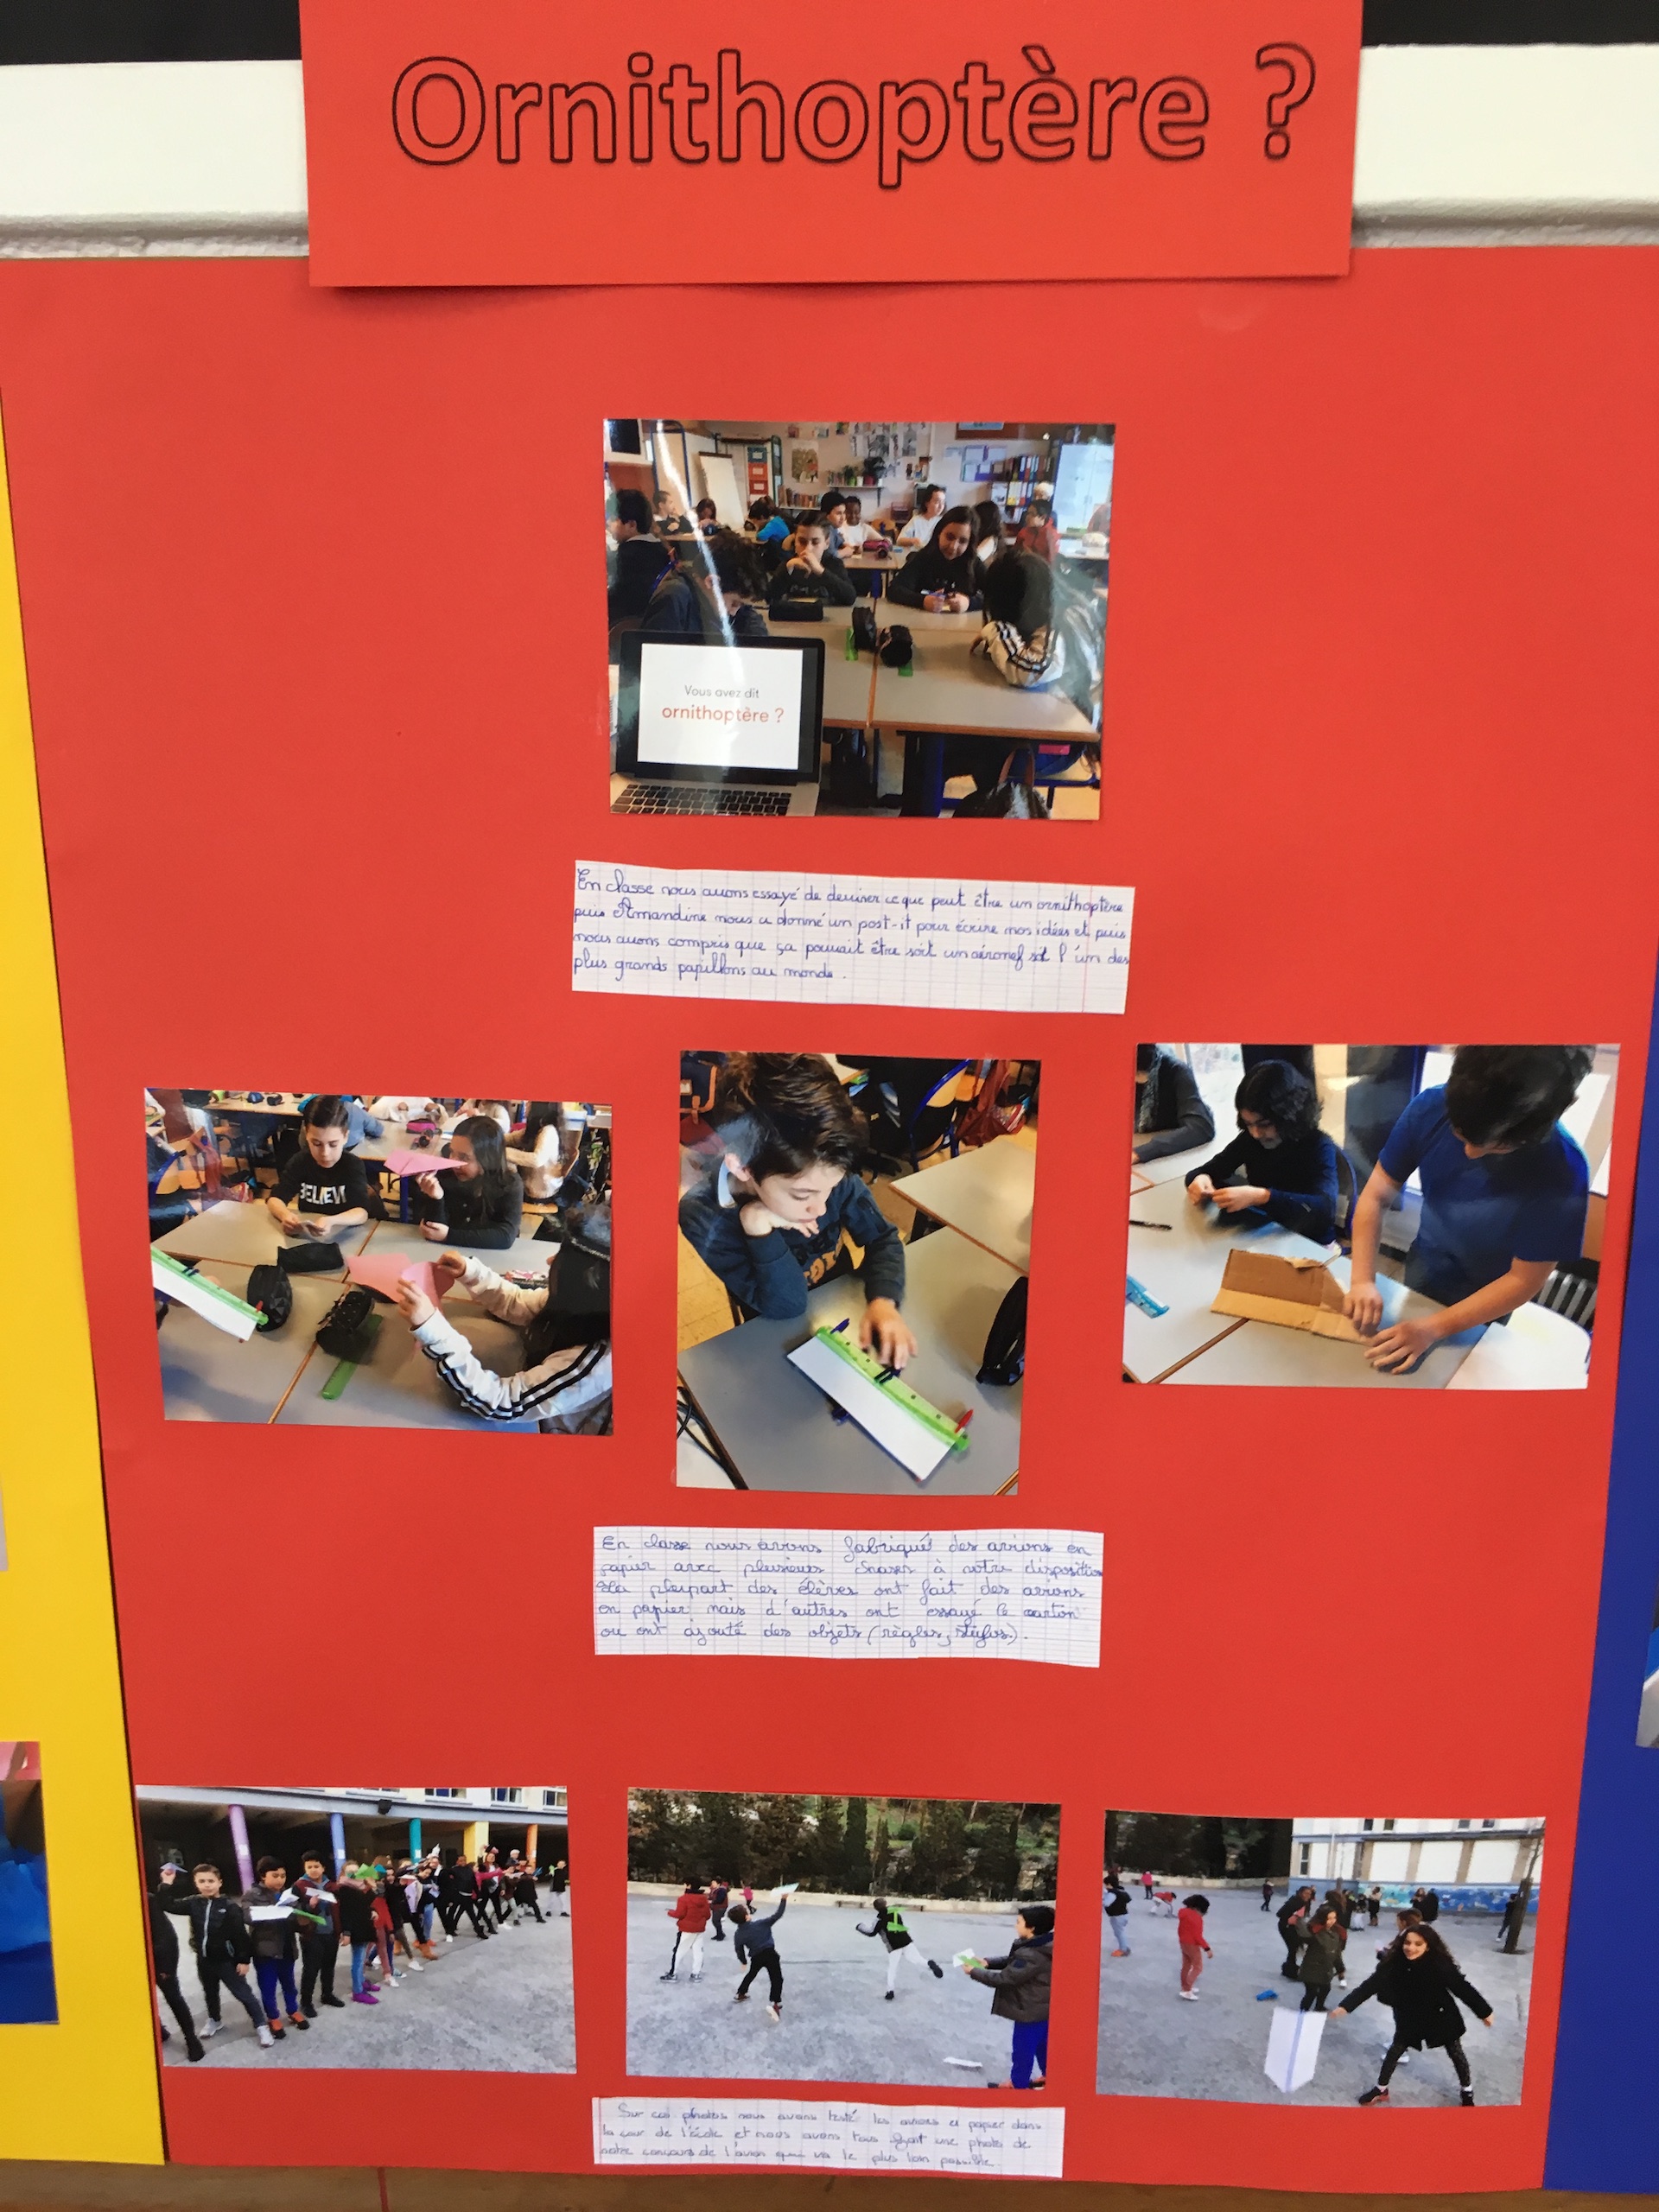 Ornithoptère ?
Vous avez dit
ornithoptère ?
En classe nous avons essayé de deviner ce que peut être un ornithoptère
puis Amandine nous a donné un post-it pour écrire nos idées et puis
nous avons compris que ça pouvait être soit un aéronef soit l'un des
plus grands papillons au monde.
BELIEV
En classe nous avons fabriqué des avions en
papier avec plusieurs à notre disposition
la plupart des élèves ont fait des avions
en papier mais d'autres ont essayé le carton
ou ont ajouté des objets (règles, stylos).
Sur ces photos nous avons testé les avions en papier dans
la cour de l'école et nous avons tous fait une photo de
notre concours de l'avion qui va le plus loin possible.